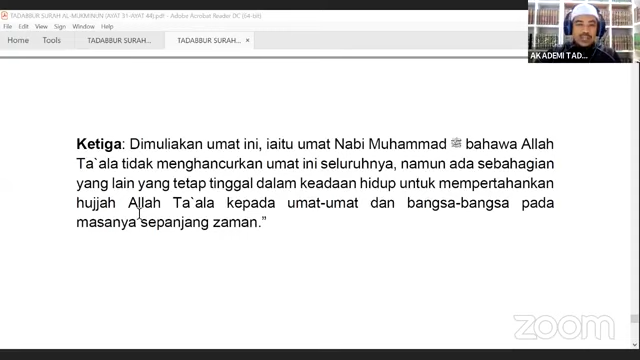 TADABBUR SURAH AL-MUKMINUN (AYAT 31-AYAT 44).pdf - Adobe Acrobat Reader DC (64-bit)
File Edit View Sign Window Help
Home Tools TADABBUR SURAH... TADABBUR SURAH... ×
AKADEMI TAD...
Ketiga: Dimuliakan umat ini, iaitu umat Nabi Muhammad ﷺ bahawa Allah
Ta`ala tidak menghancurkan umat ini seluruhnya, namun ada sebahagian
yang lain yang tetap tinggal dalam keadaan hidup untuk mempertahankan
hujjah Allah Ta`ala kepada umat-umat dan bangsa-bangsa pada
masanya sepanjang zaman.”
zoom